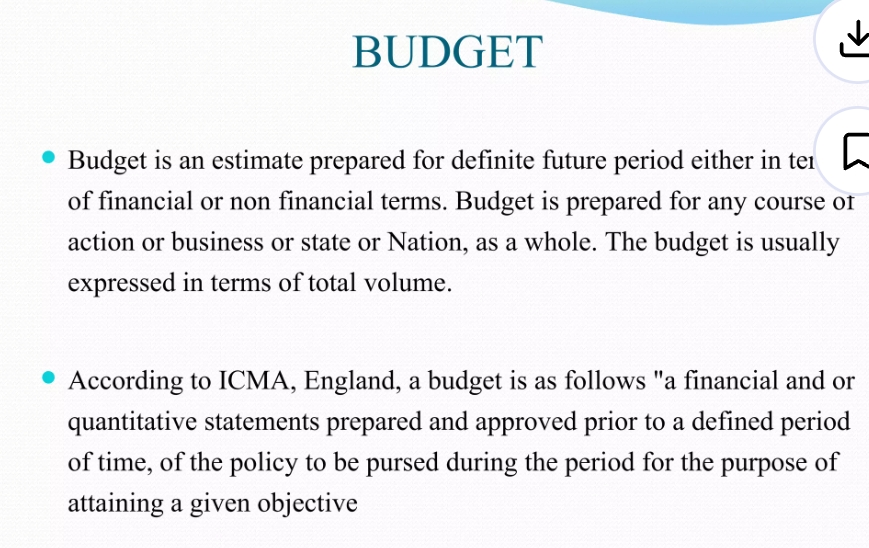 BUDGET
Budget is an estimate prepared for definite future period either in
of financial or non financial terms. Budget is prepared for any course of
action or business or state or Nation, as a whole. The budget is usually
expressed in terms of total volume.
According to ICMA, England, a budget is as follows "a financial and or
quantitative statements prepared and approved prior to a defined period
of time, of the policy to be pursed during the period for the purpose of
attaining a given objective